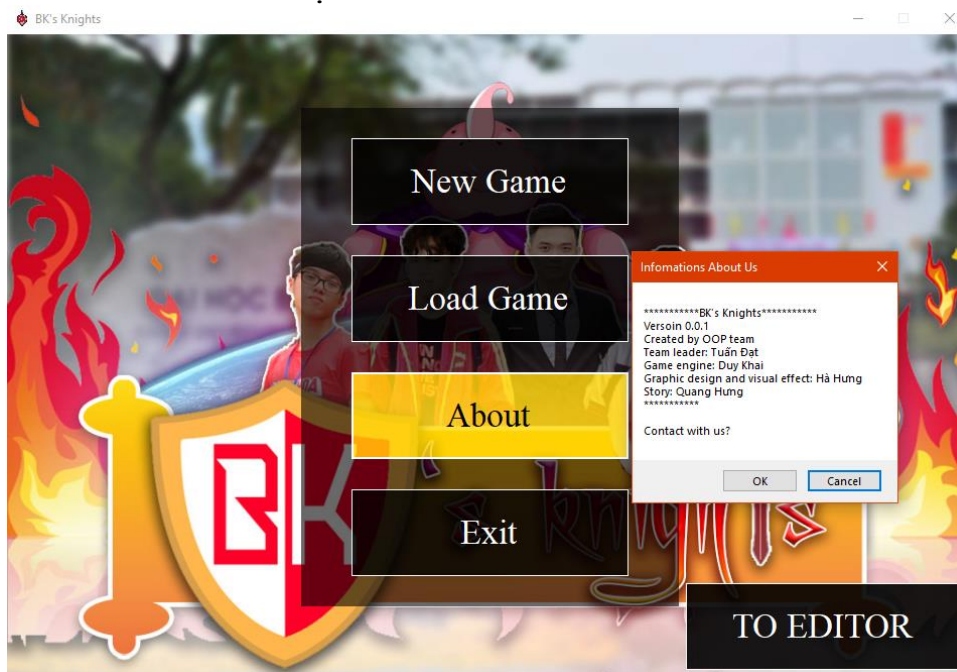 BK's Knights
New Game
Load Game
About
Exit
TO EDITOR
Infomations About Us
***********BK's Knights***********
Versoin 0.0.1
Created by OOP team
Team leader: Tuấn Đạt
Game engine: Duy Khai
Graphic design and visual effect: Hà Hưng
Story: Quang Hưng
***********
Contact with us?
OK
Cancel
BK
's knights